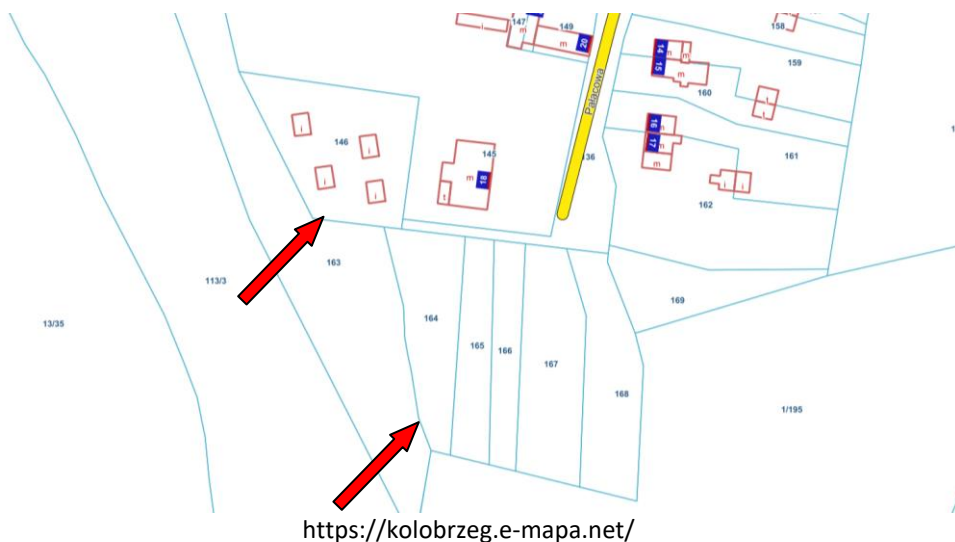 147
149
158
i
m
m
20
14
15
m
m
159
160
i
t
Pałacowa
146
i
i
i
i
145
m
18
t
136
16
17
m
m
m
161
i
i
162
163
113/3
13/35
164
165
166
167
168
169
1/195
https://kolobrzeg.e-mapa.net/